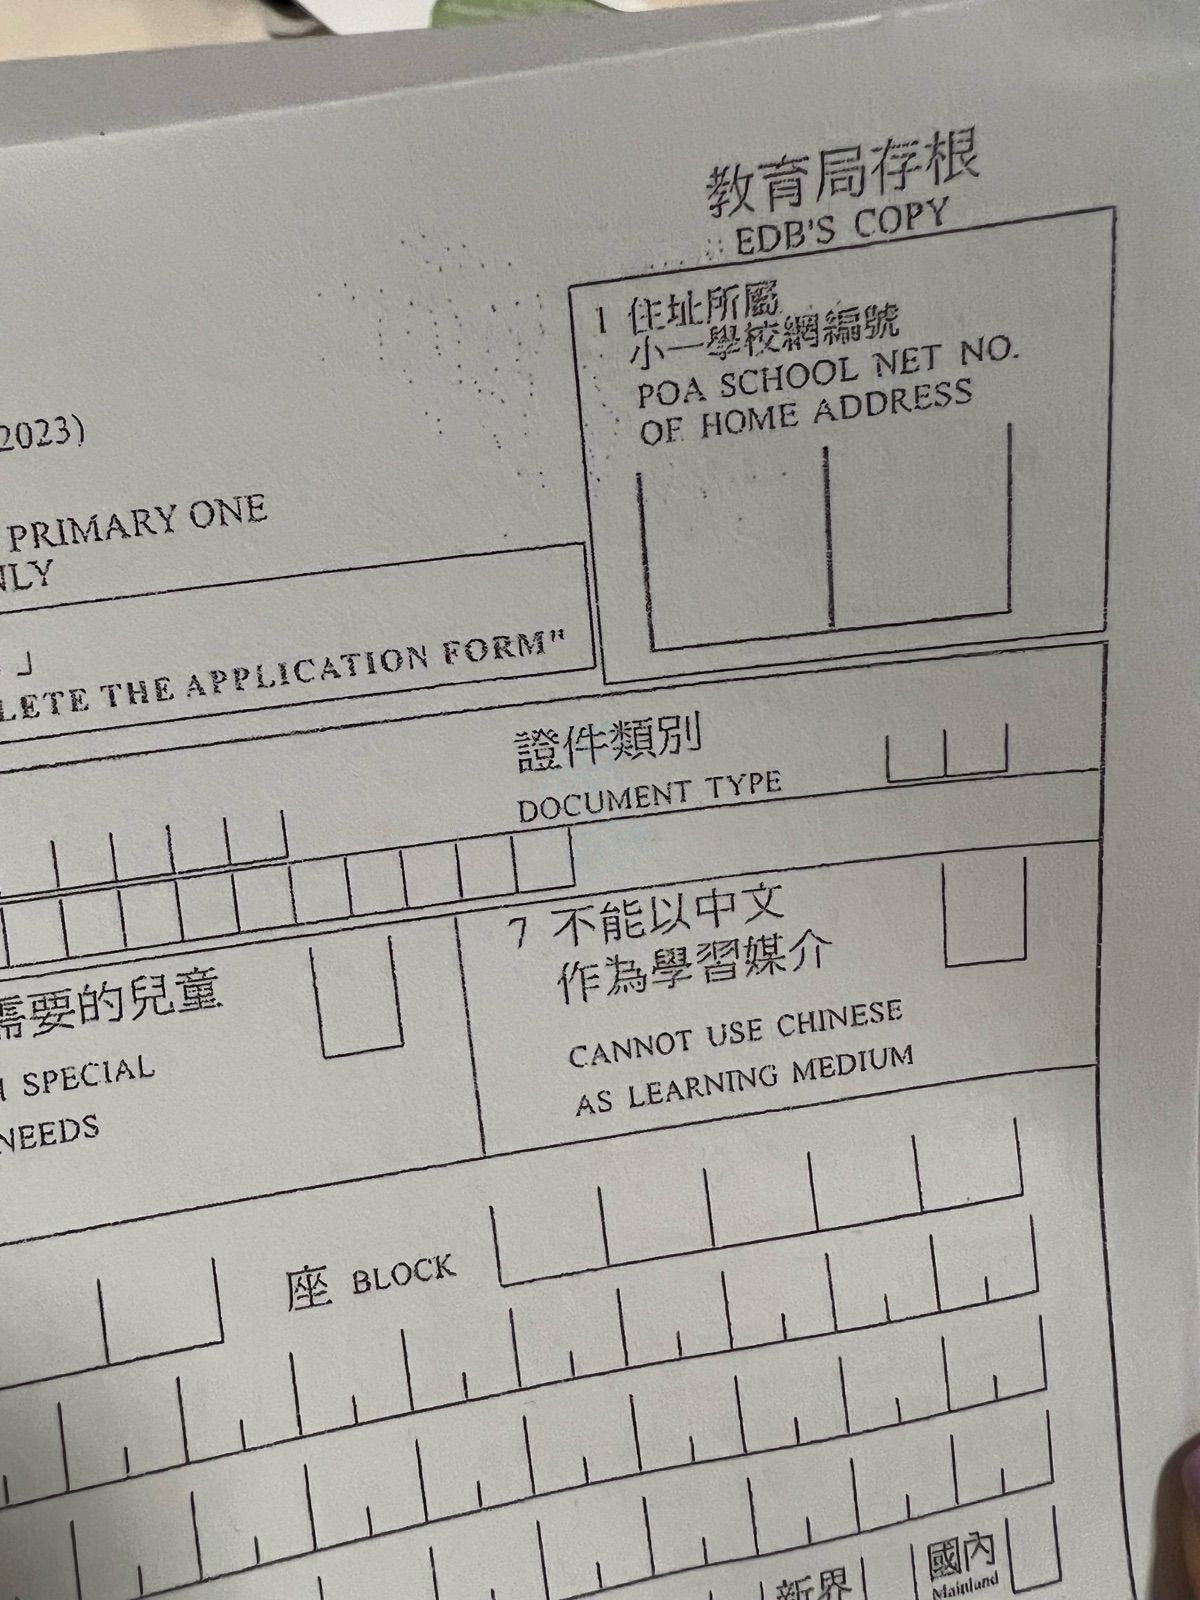 教育局存根
EDB'S COPY
1 住址所屬
小一學校網編號
POA SCHOOL NET NO.
OF HOME ADDRESS
2023)
PRIMARY ONE
NLY
」
LETE THE APPLICATION FORM"
證件類別
DOCUMENT TYPE
需要的兒童
SPECIAL
NEEDS
7 不能以中文
作為學習媒介
CANNOT USE CHINESE
AS LEARNING MEDIUM
座 BLOCK
新界
國內
Mainland